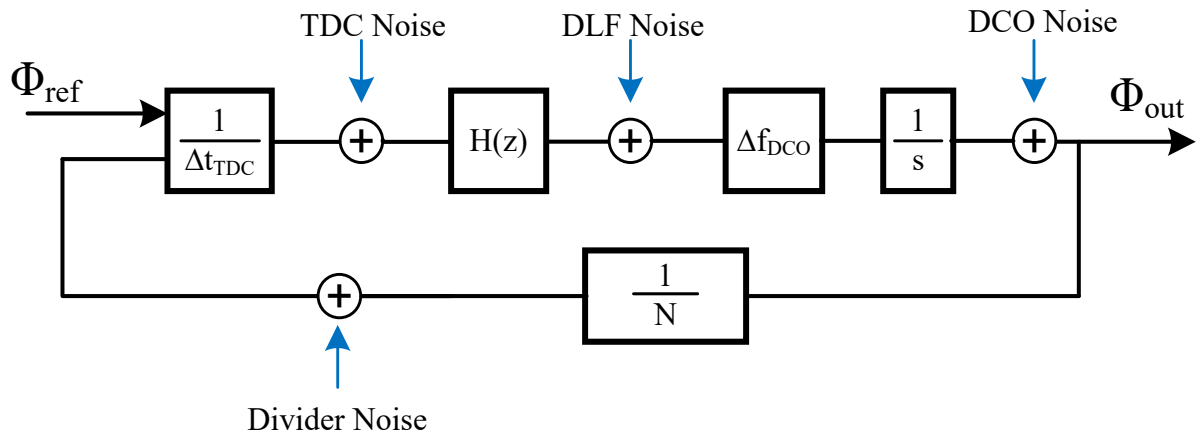 TDC Noise
DLF Noise
DCO Noise
Φref
1
ΔtTDC
+
H(z)
+
ΔfDCO
1
s
+
Φout
+
1
N
Divider Noise